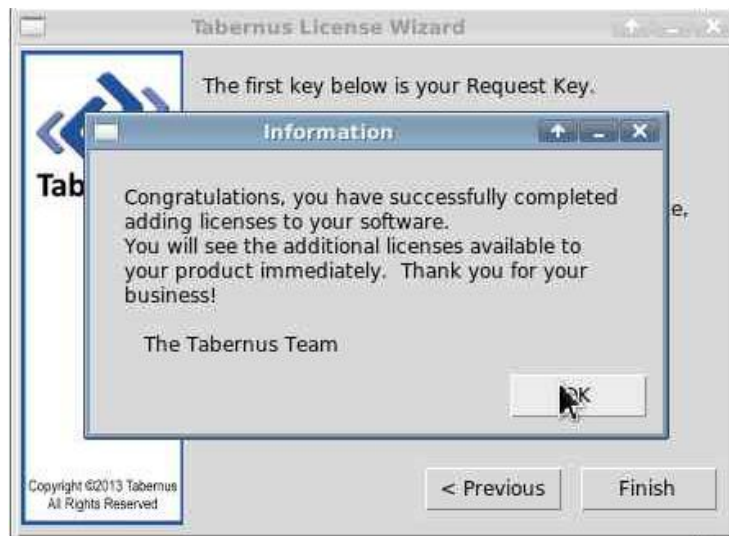 Tabernus License Wizard
The first key below is your Request Key.
Information
Tab
e,
Congratulations, you have successfully completed
adding licenses to your software.
You will see the additional licenses available to
your product immediately.  Thank you for your
business!
The Tabernus Team
OK
Copyright ©2013 Tabernus
All Rights Reserved
< Previous
Finish